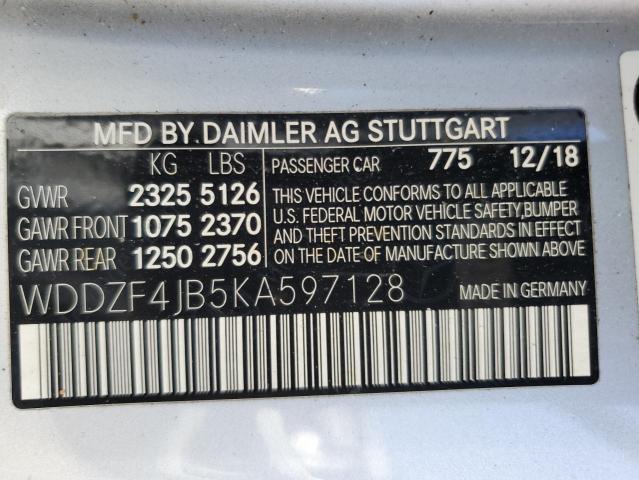 MFD BY DAIMLER AG STUTTGART
KG LBS
GVWR 2325 5126
GAWR FRONT 1075 2370
GAWR REAR 1250 2756
PASSENGER CAR 775 12/18
THIS VEHICLE CONFORMS TO ALL APPLICABLE
U.S. FEDERAL MOTOR VEHICLE SAFETY, BUMPER
AND THEFT PREVENTION STANDARDS IN EFFECT
ON THE DATE OF MANUFACTURE SHOWN ABOVE.
WDDZF4JB5KA597128
MADE IN GERMANY